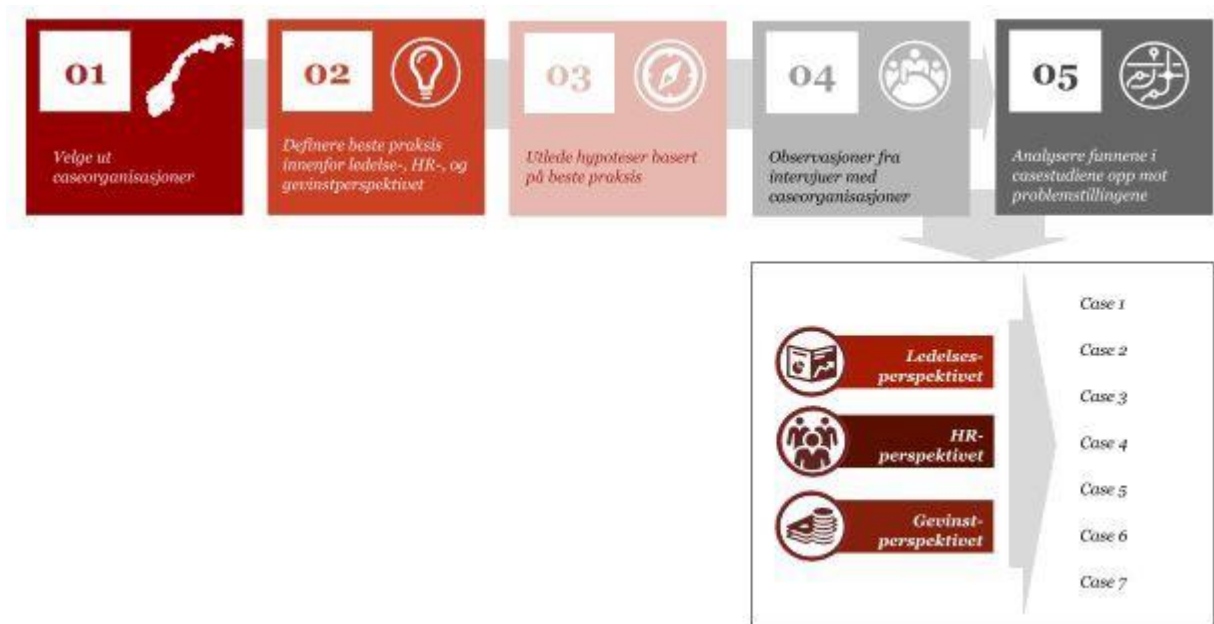 01
Velge ut
caseorganisasjoner
02
Definere beste praksis
innenfor ledelse-, HR-, og
gevinstperspektivet
03
Utlede hypoteser basert
på beste praksis
04
Observasjoner fra
intervjuer med
caseorganisasjoner
05
Analysere funnene i
casestudiene opp mot
problemstillingene
Ledelses-
perspektivet
HR-
perspektivet
Gevinst-
perspektivet
Case 1
Case 2
Case 3
Case 4
Case 5
Case 6
Case 7